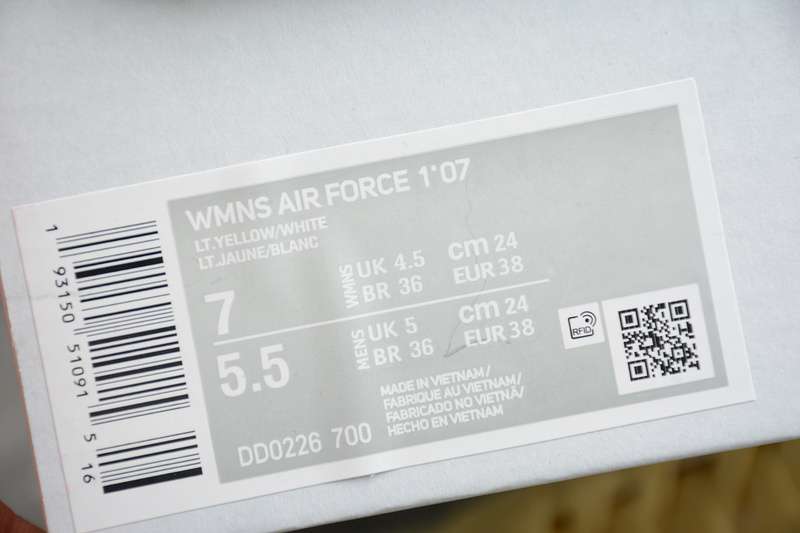 WMNS AIR FORCE 1'07
LT.YELLOW/WHITE
LT.JAUNE/BLANC
7
WMNS
UK 4.5 cm 24
BR 36 EUR 38
5.5
MENS
UK 5 cm 24
BR 36 EUR 38
MADE IN VIETNAM/
FABRIQUE AU VIETNAM/
FABRICADO NO VIETNÃ/
HECHO EN VIETNAM
DD0226 700
RFID
1 93150 51091 5 16